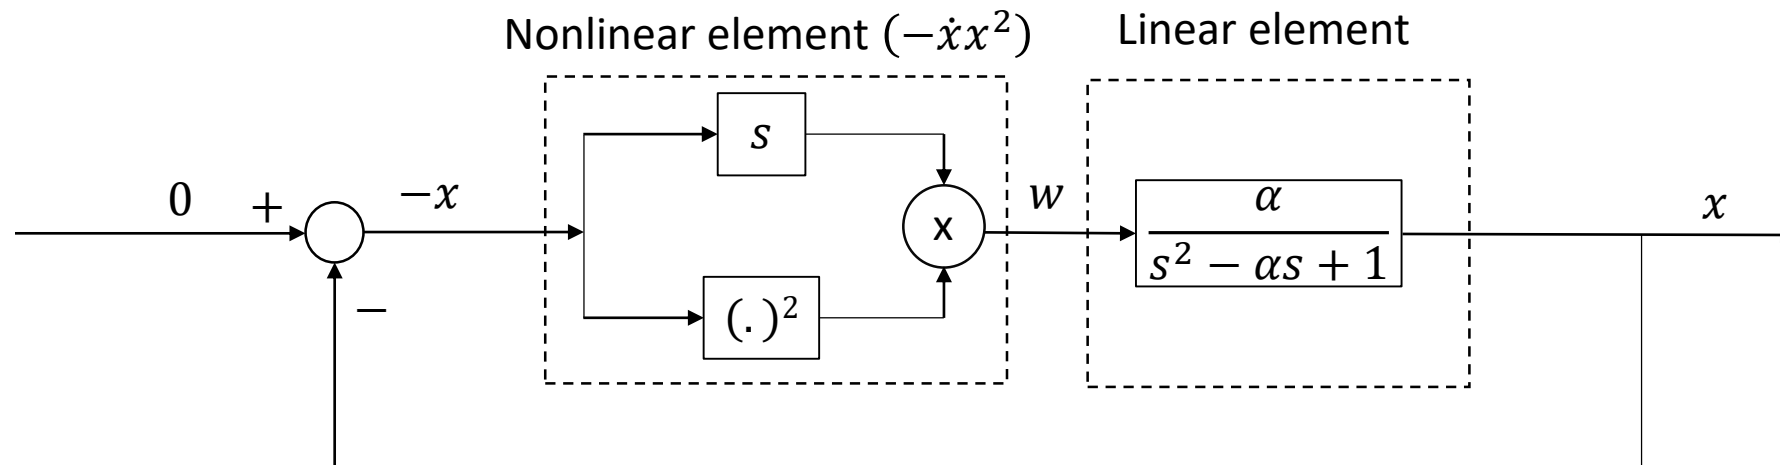 Nonlinear element (−ẋx²)
Linear element
s
0
+
−x
w
x
x
α
s² − αs + 1
−
(.)²